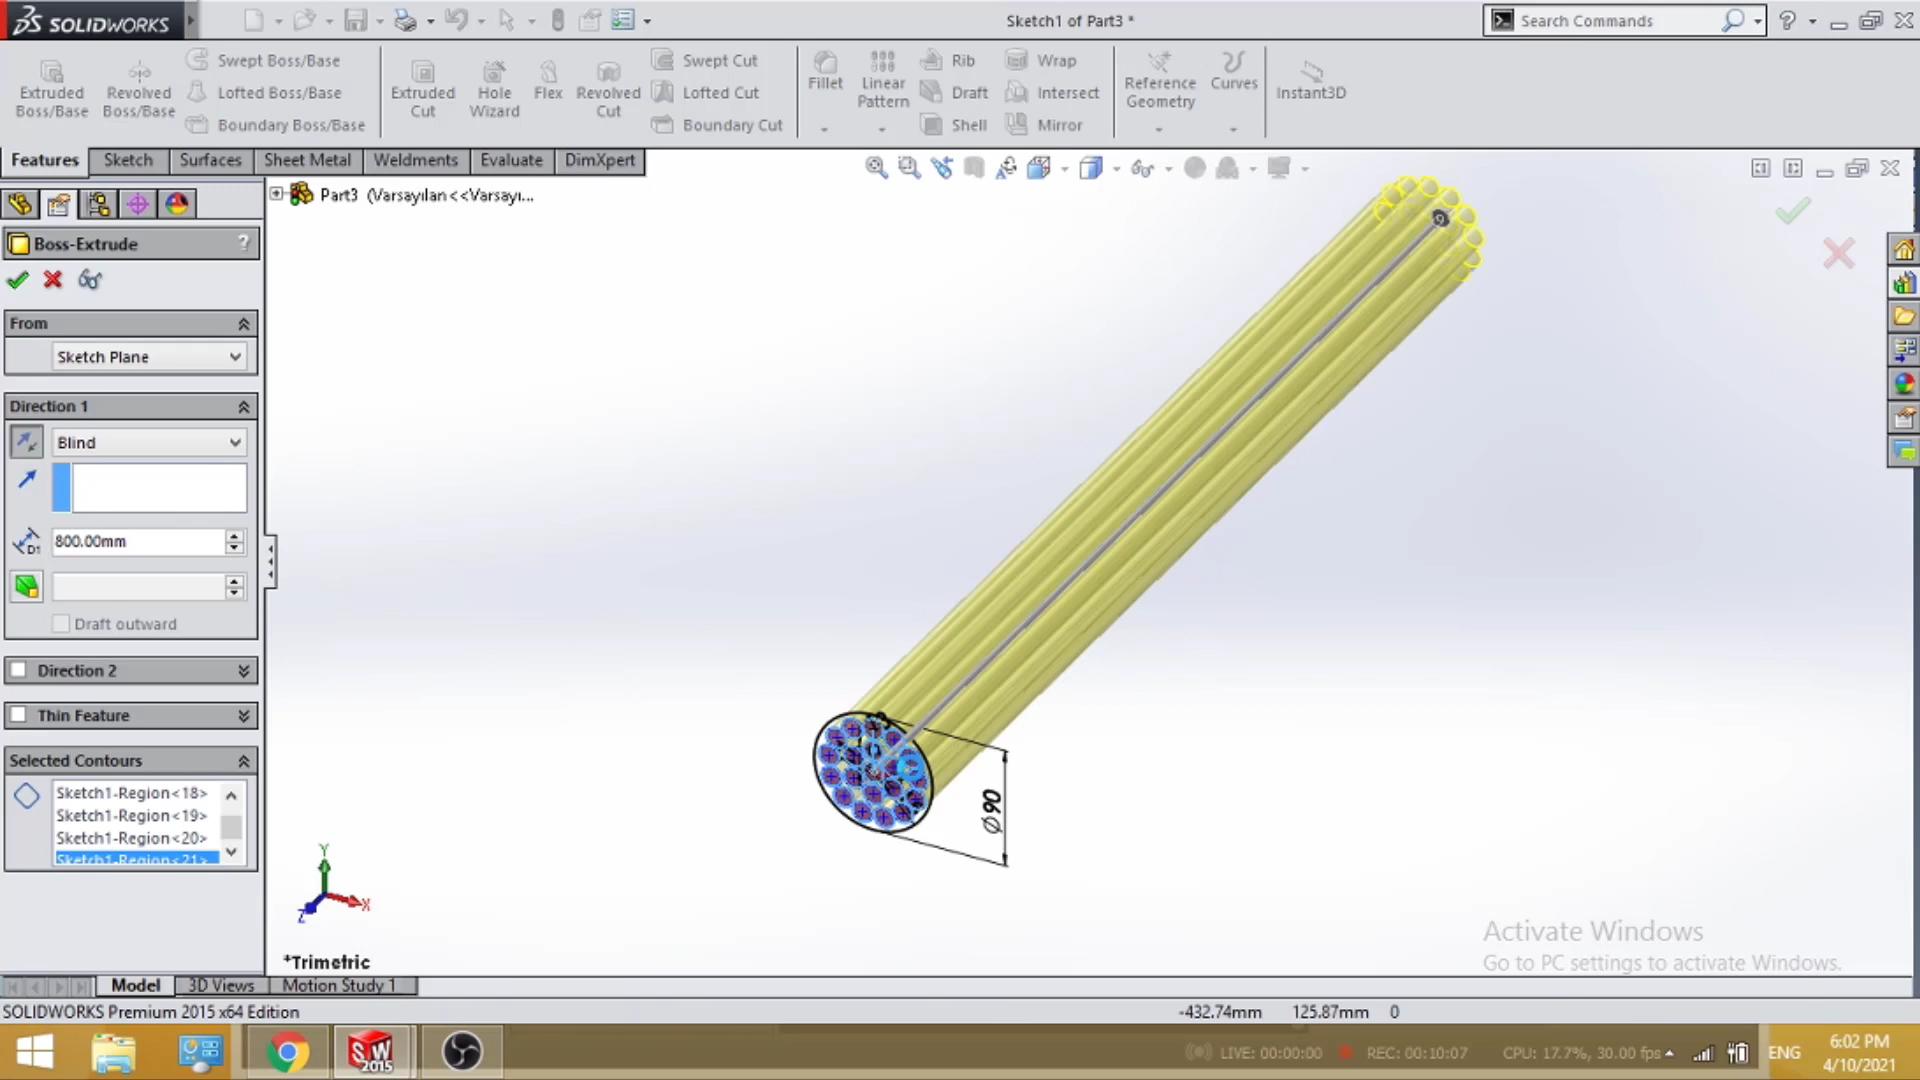 SOLIDWORKS
Sketch1 of Part3 *
Search Commands
Extruded Boss/Base
Revolved Boss/Base
Swept Boss/Base
Lofted Boss/Base
Boundary Boss/Base
Extruded Cut
Hole Wizard
Flex
Revolved Cut
Swept Cut
Lofted Cut
Boundary Cut
Fillet
Linear Pattern
Rib
Draft
Shell
Wrap
Intersect
Mirror
Reference Geometry
Curves
Instant3D
Features
Sketch
Surfaces
Sheet Metal
Weldments
Evaluate
DimXpert
Part3 (Varsayılan<<Varsayı...
Boss-Extrude
?
From
Sketch Plane
Direction 1
Blind
D1
800.00mm
Draft outward
Direction 2
Thin Feature
Selected Contours
Sketch1-Region<18>
Sketch1-Region<19>
Sketch1-Region<20>
Sketch1-Region<21>
Ø90
Y
X
Z
*Trimetric
Activate Windows
Go to PC settings to activate Windows.
Model
3D Views
Motion Study 1
SOLIDWORKS Premium 2015 x64 Edition
-432.74mm
125.87mm
0
SW 2015
LIVE: 00:00:00
REC: 00:10:07
CPU: 17.7%, 30.00 fps
ENG
6:02 PM
4/10/2021